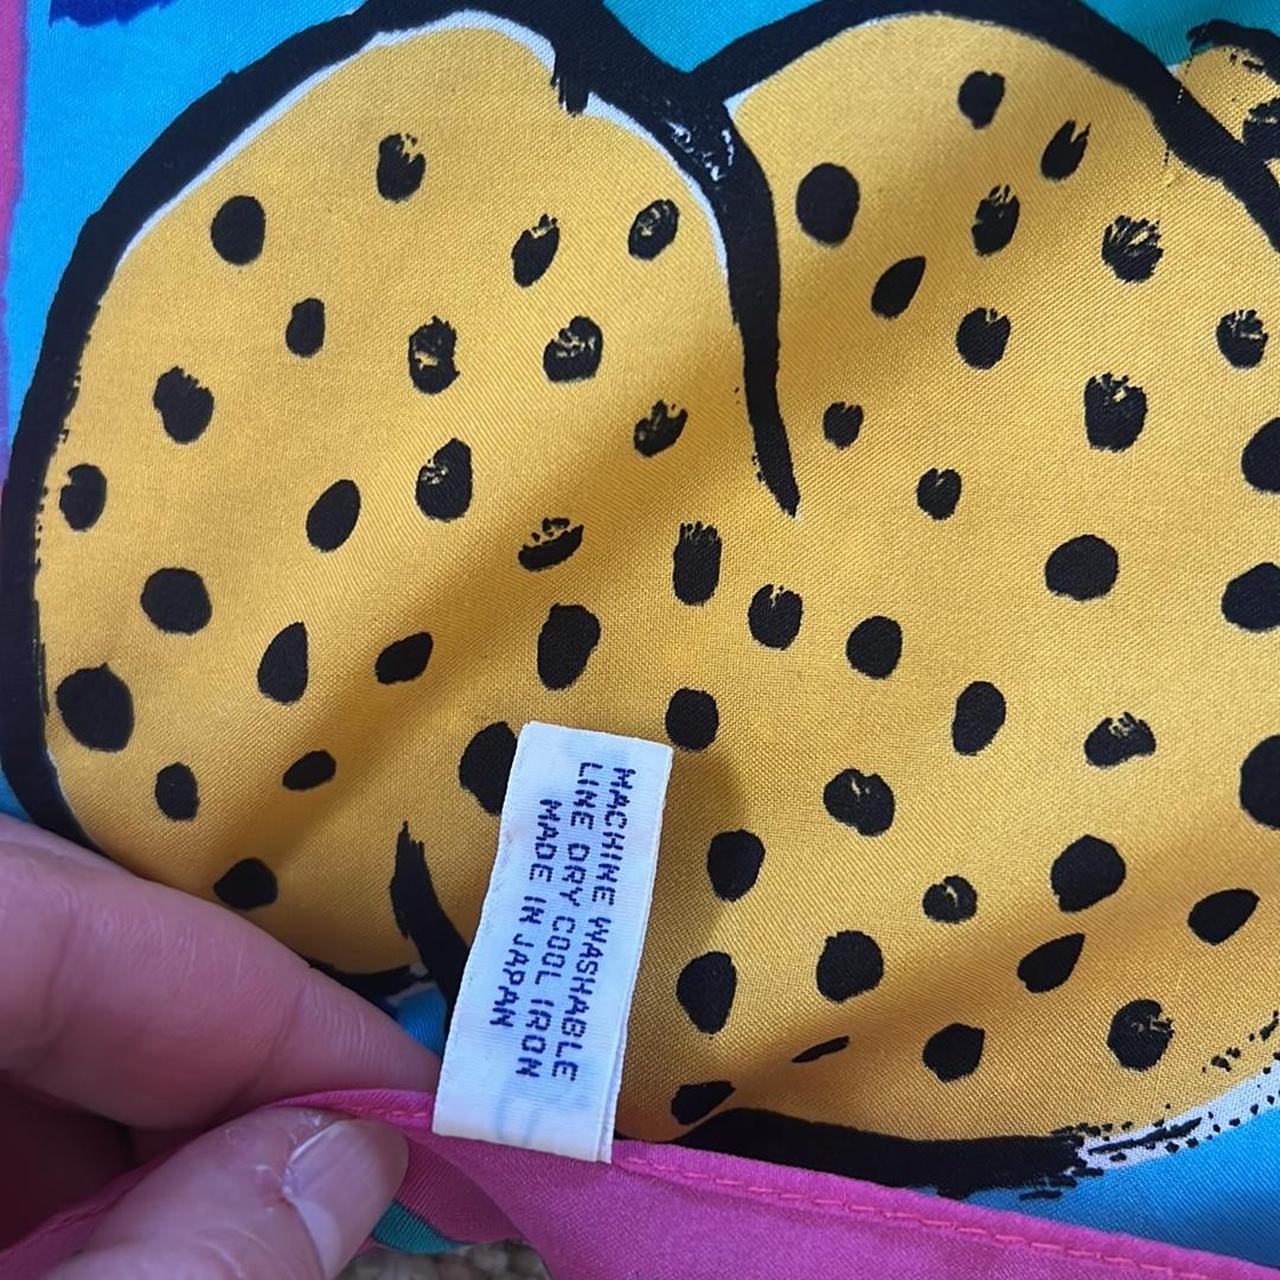 MACHINE WASHABLE
LINE DRY COOL IRON
MADE IN JAPAN